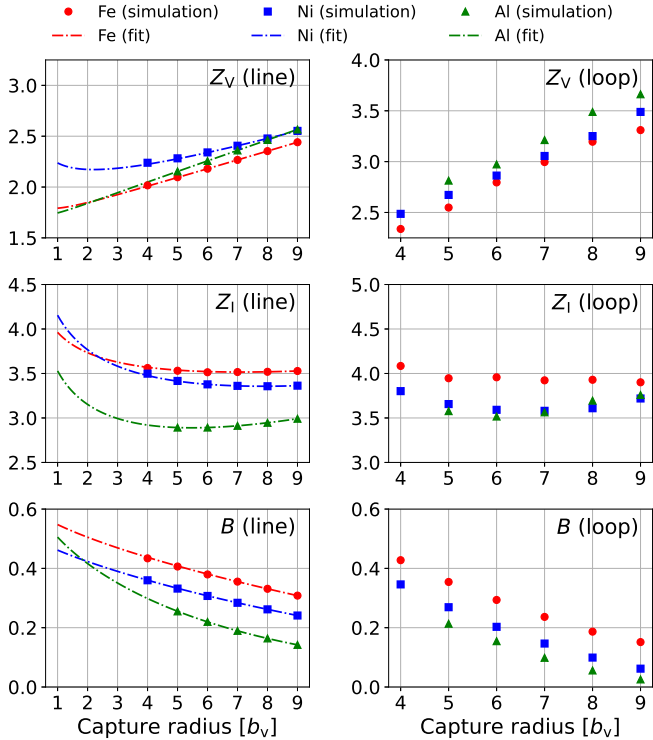 Fe (simulation) Ni (simulation) Al (simulation)
Fe (fit) Ni (fit) Al (fit)
Z_V (line)
3.0
2.5
2.0
1.5
1 2 3 4 5 6 7 8 9
Z_V (loop)
4.0
3.5
3.0
2.5
4 5 6 7 8 9
Z_I (line)
4.5
4.0
3.5
3.0
2.5
1 2 3 4 5 6 7 8 9
Z_I (loop)
5.0
4.5
4.0
3.5
3.0
4 5 6 7 8 9
B (line)
0.6
0.4
0.2
0.0
1 2 3 4 5 6 7 8 9
Capture radius [b_v]
B (loop)
0.6
0.4
0.2
0.0
4 5 6 7 8 9
Capture radius [b_v]